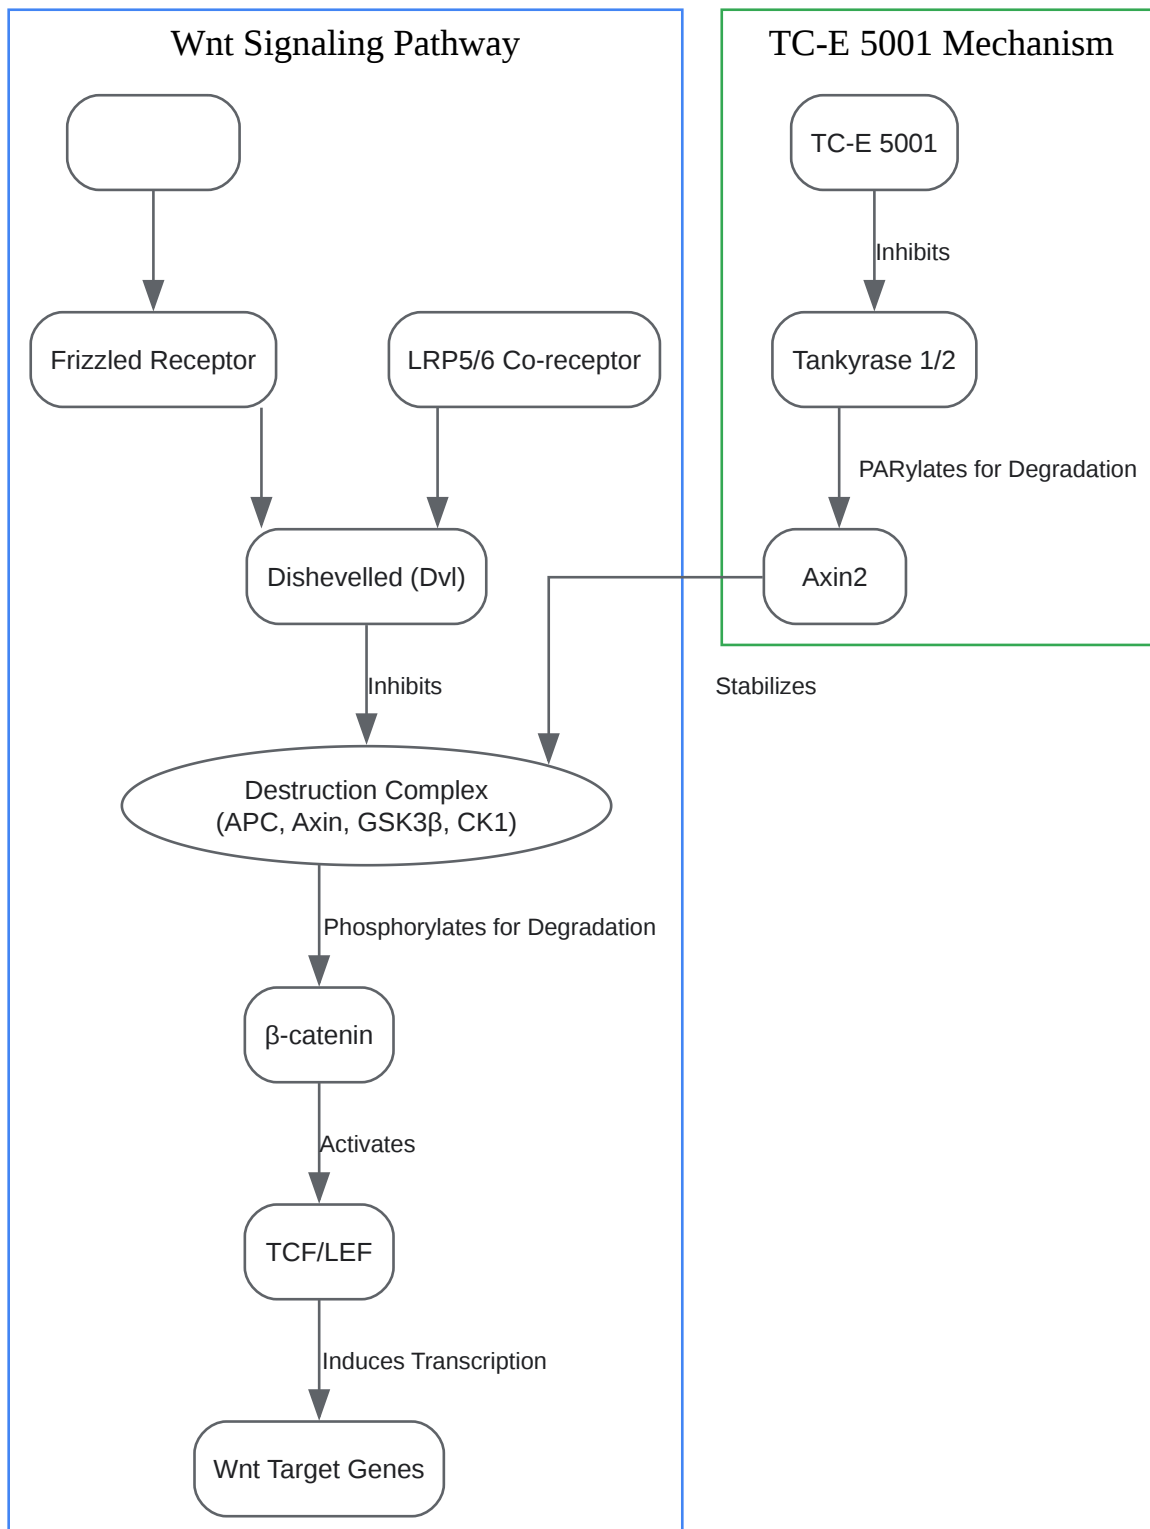 Wnt Signaling Pathway
TC-E 5001 Mechanism
TC-E 5001
Inhibits
Frizzled Receptor
LRP5/6 Co-receptor
Tankyrase 1/2
PARylates for Degradation
Dishevelled (Dvl)
Axin2
Inhibits
Stabilizes
Destruction Complex
(APC, Axin, GSK3β, CK1)
Phosphorylates for Degradation
β-catenin
Activates
TCF/LEF
Induces Transcription
Wnt Target Genes